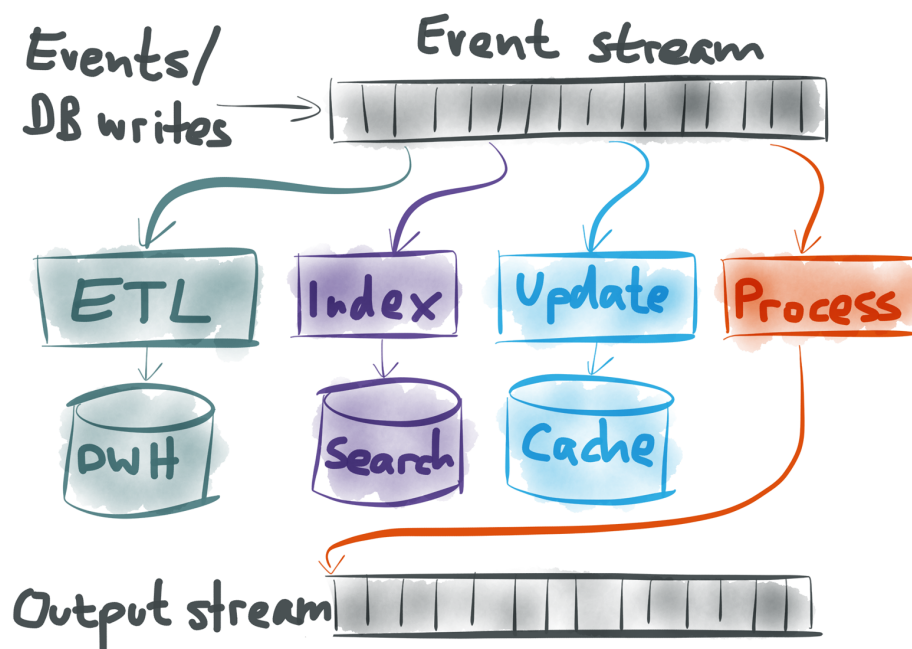 Events/
DB writes
Event stream
ETL
Index
Update
Process
DWH
Search
Cache
Output stream